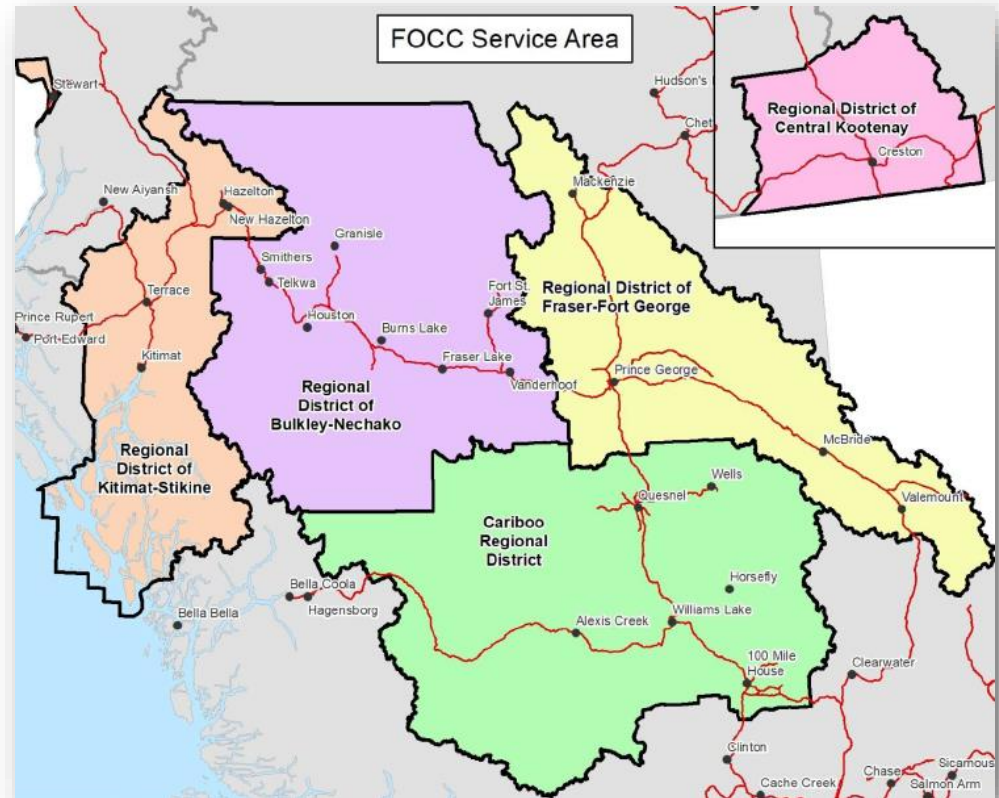 FOCC Service Area
Stewart
Hudson's
Chet
Regional District of
Central Kootenay
Creston
New Aiyansh
Hazelton
New Hazelton
Mackenzie
Granisle
Smithers
Telkwa
Terrace
Fort St.
James
Regional District of
Fraser-Fort George
Prince Rupert
Port Edward
Houston
Burns Lake
Kitimat
Fraser Lake
Vanderhoof
Prince George
Regional
District of
Bulkley-Nechako
McBride
Regional
District of
Kitimat-Stikine
Wells
Quesnel
Valemount
Cariboo
Regional
District
Bella Coola
Hagensborg
Horsefly
Bella Bella
Alexis Creek
Williams Lake
100 Mile
House
Clearwater
Clinton
Cache Creek
Chase
Sicamous
Salmon Arm